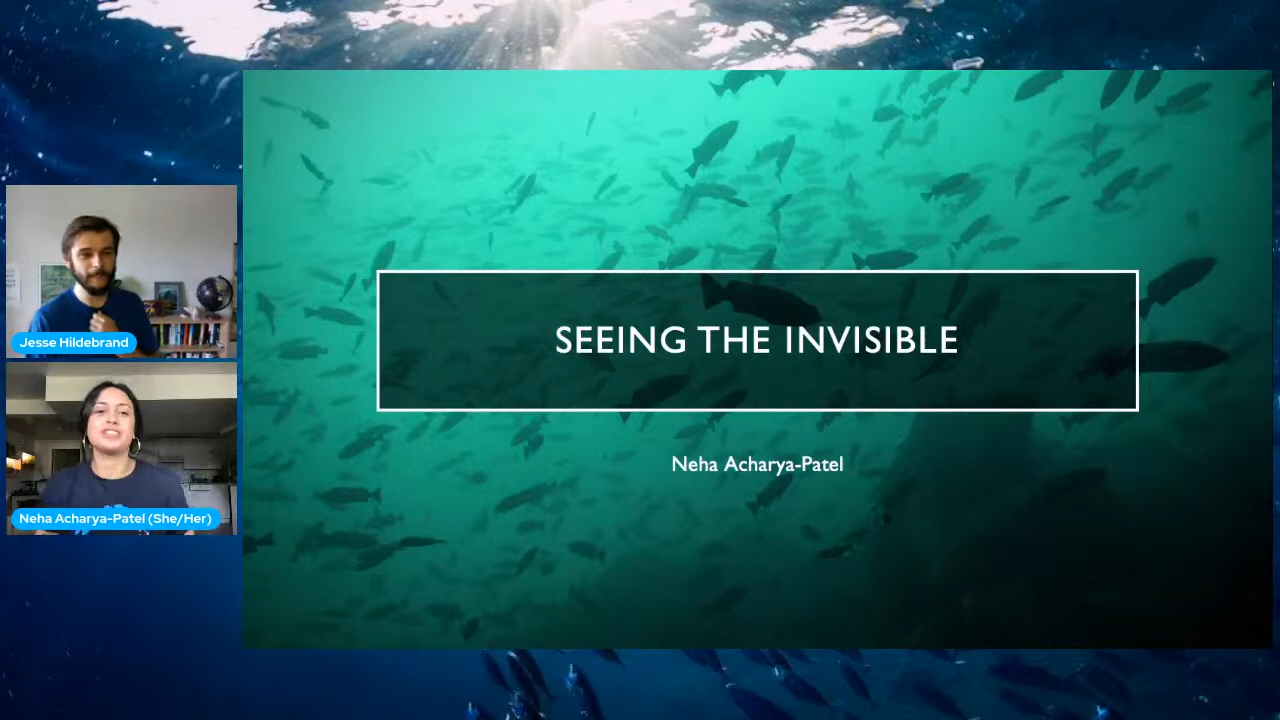 Jesse Hildebrand
Neha Acharya-Patel (She/Her)
SEEING THE INVISIBLE
Neha Acharya-Patel